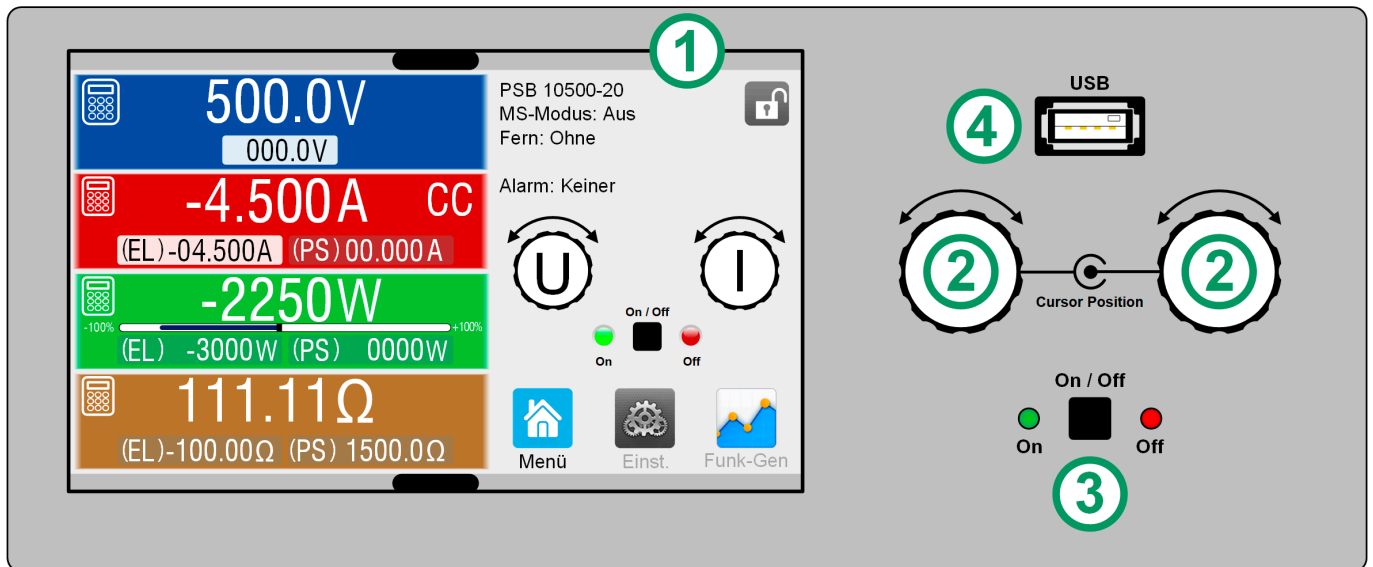 1
500.0V
000.0V
-4.500A CC
(EL)-04.500A (PS)00.000A
-2250W
-100% +100%
(EL) -3000W (PS) 0000W
111.11Ω
(EL)-100.00Ω (PS) 1500.0Ω
PSB 10500-20
MS-Modus: Aus
Fern: Ohne
Alarm: Keiner
U I
On / Off
On Off
Menü Einst. Funk-Gen
USB
4
2 2
Cursor Position
On / Off
On Off
3